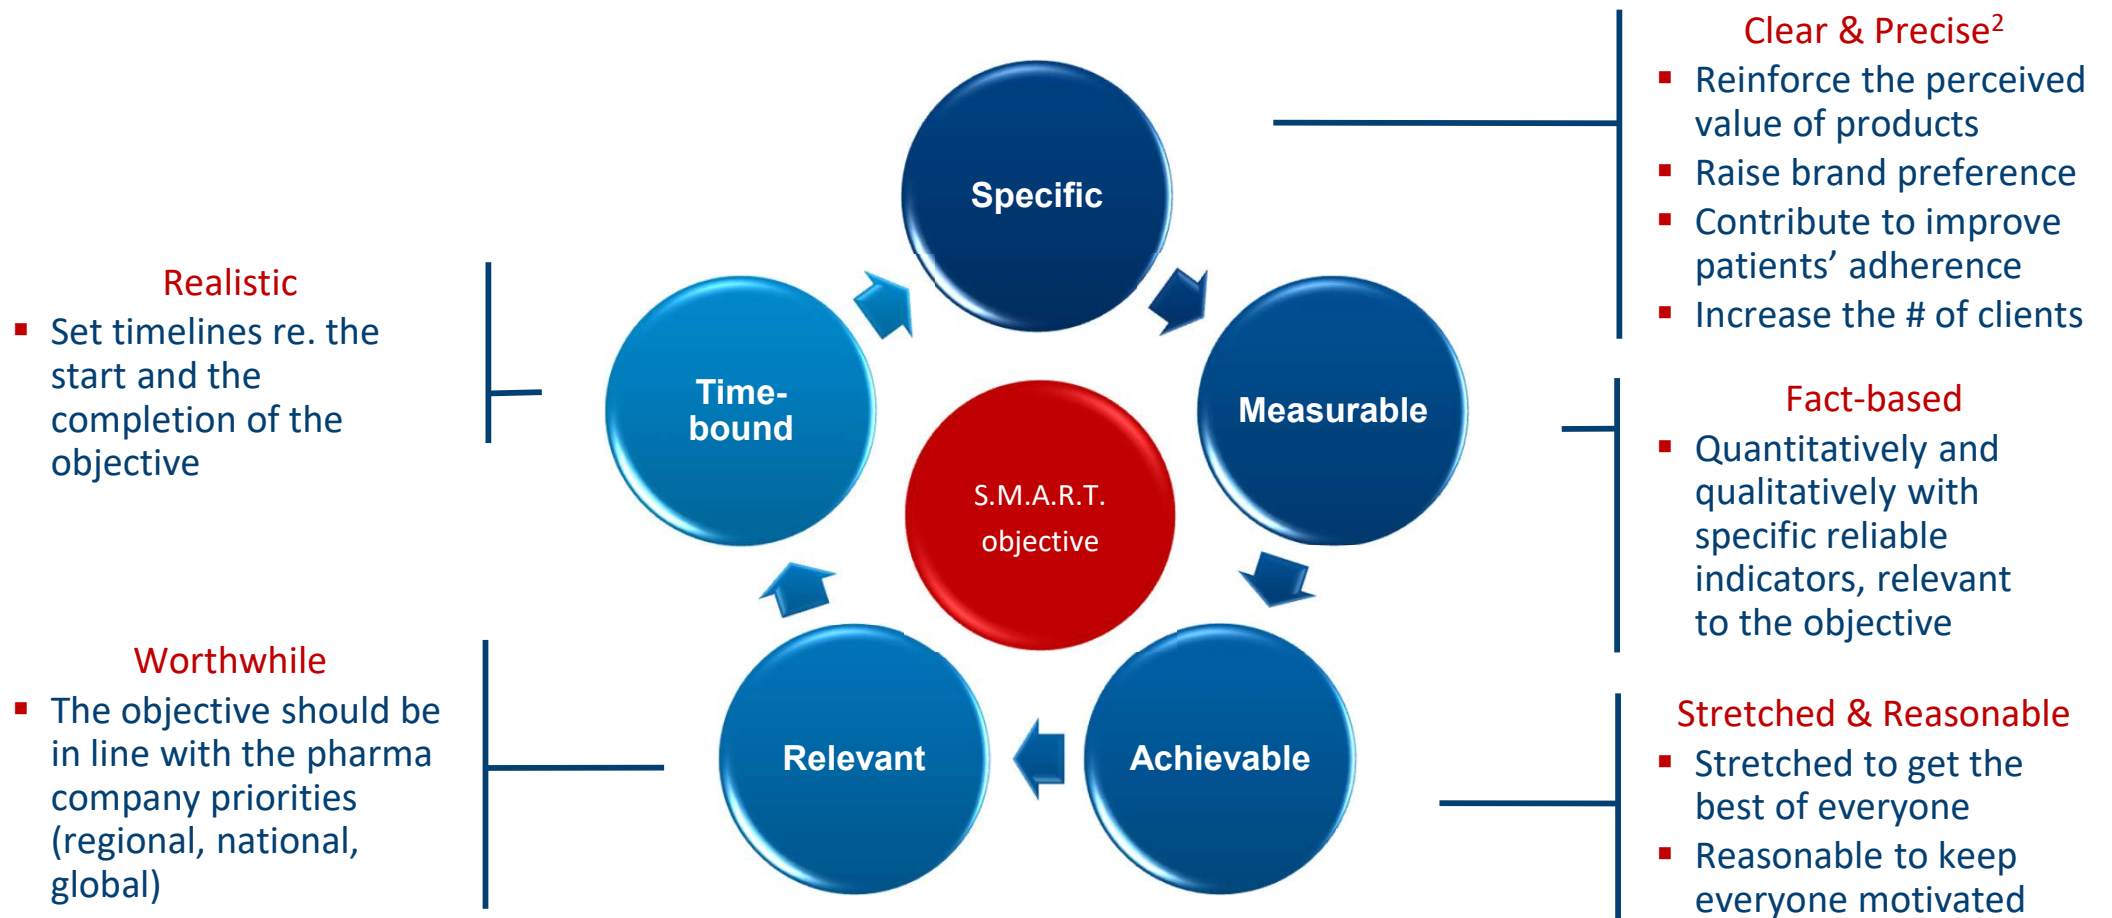 Clear & Precise²
▪ Reinforce the perceived
value of products
▪ Raise brand preference
▪ Contribute to improve
patients’ adherence
▪ Increase the # of clients
Specific
Realistic
▪ Set timelines re. the
start and the
completion of the
objective
Time-
bound
Measurable
Fact-based
▪ Quantitatively and
qualitatively with
specific reliable
indicators, relevant
to the objective
S.M.A.R.T.
objective
Worthwhile
▪ The objective should be
in line with the pharma
company priorities
(regional, national,
global)
Relevant
Achievable
Stretched & Reasonable
▪ Stretched to get the
best of everyone
▪ Reasonable to keep
everyone motivated